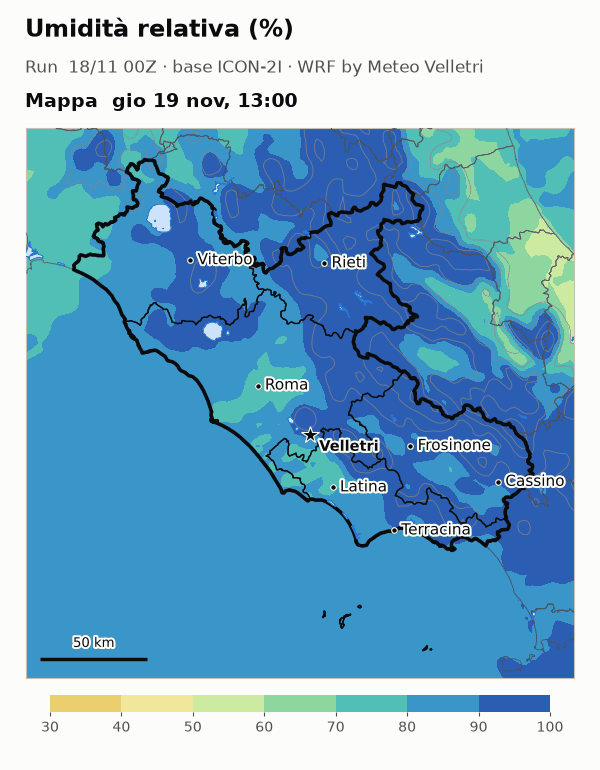 Umidità relativa (%)
Run  18/11 00Z · base ICON-2I · WRF by Meteo Velletri
Mappa  gio 19 nov, 13:00
Viterbo
Rieti
Roma
Velletri
Frosinone
Cassino
Latina
Terracina
50 km
30 40 50 60 70 80 90 100